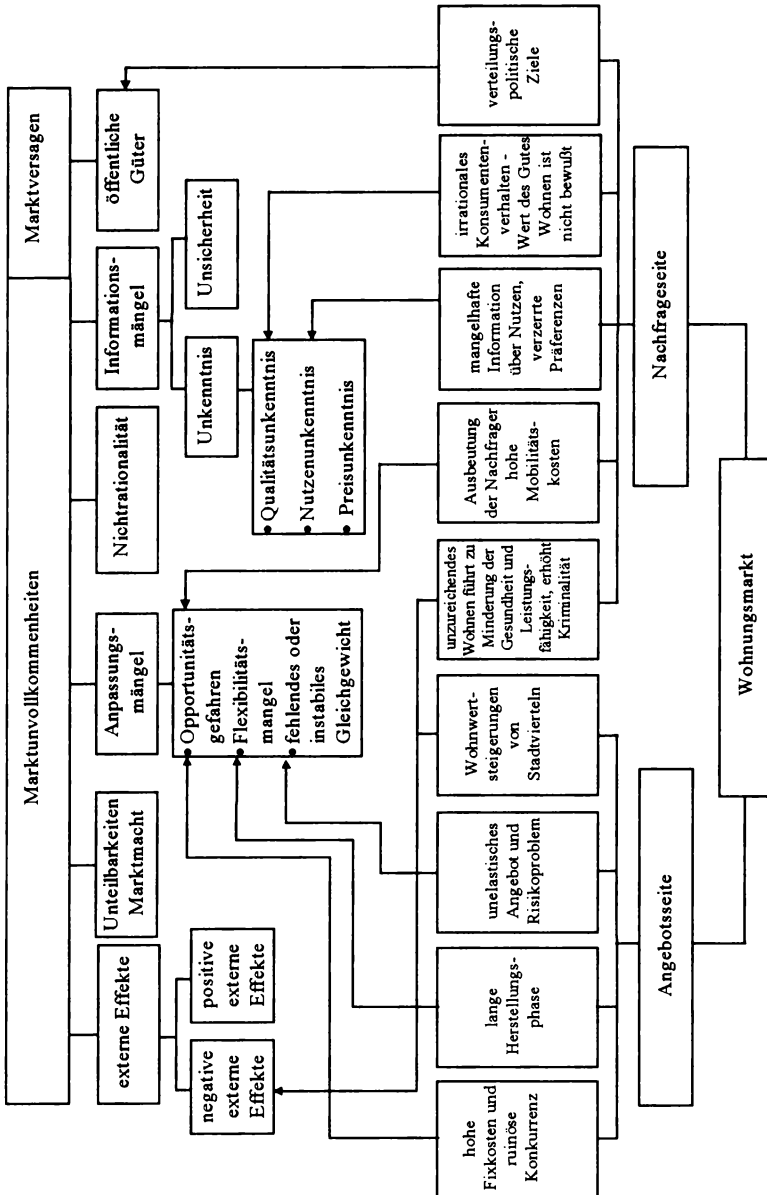 Marktunvollkommenheiten
Marktversagen
externe Effekte
Unteilbarkeiten
Marktmacht
Anpassungs-
mängel
Nichtrationalität
Informations-
mängel
öffentliche
Güter
negative
externe
Effekte
positive
externe
Effekte
Opportunitäts-
gefahren
Flexibilitäts-
mangel
fehlendes oder
instabiles
Gleichgewicht
Unkenntnis
Unsicherheit
Qualitätsunkenntnis
Nutzenunkenntnis
Preisunkenntnis
hohe
Fixkosten und
ruinöse
Konkurrenz
lange
Herstellungs-
phase
unelastisches
Angebot und
Risikoproblem
Wohnwert-
steigerungen
von
Stadtvierteln
unzureichendes
Wohnen führt zu
Minderung der
Gesundheit und
Leistungs-
fähigkeit, erhöht
Kriminalität
Ausbeutung
der Nachfrager
hohe
Mobilitäts-
kosten
mangelhafte
Information
über Nutzen,
verzerrte
Präferenzen
irrationales
Konsumenten-
verhalten -
Wert des Gutes
Wohnen ist
nicht bewußt
verteilungs-
politische
Ziele
Angebotsseite
Nachfrageseite
Wohnungsmarkt